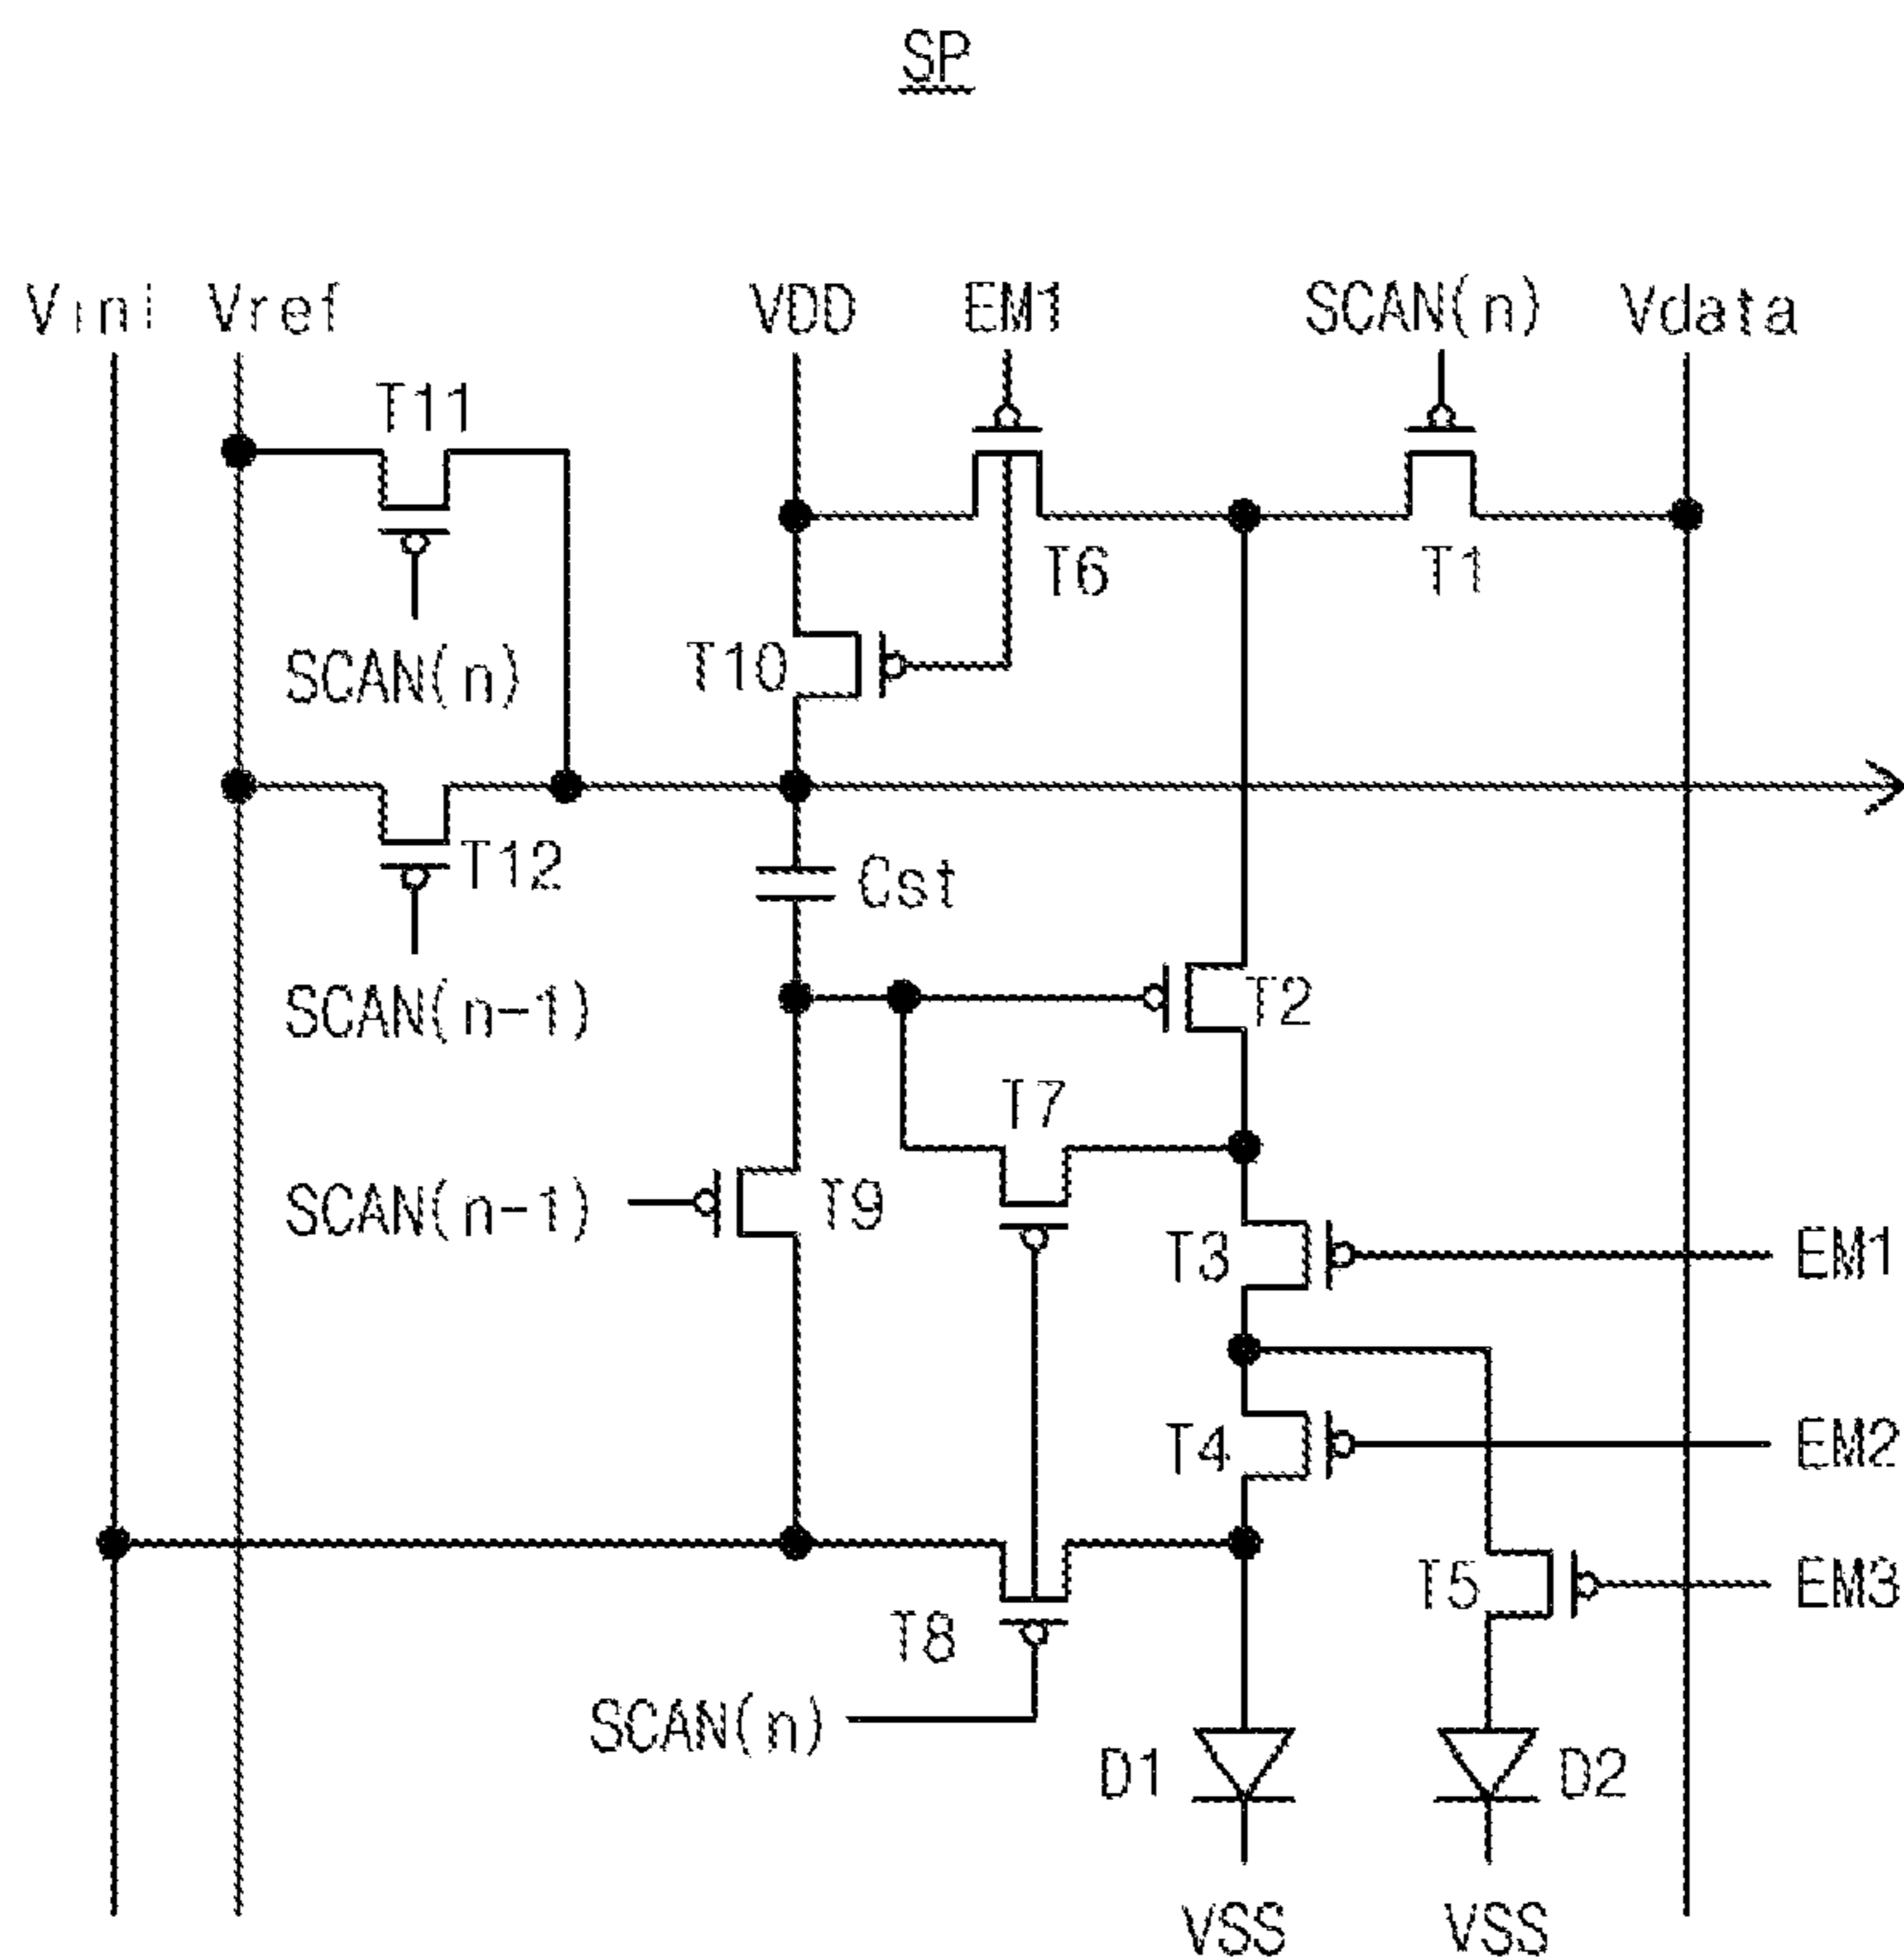 SP
Vini Vref VDD EM1 SCAN(n) Vdata
T11
T6 T1
SCAN(n) T10
T12 Cst
SCAN(n-1) T2
T7
SCAN(n-1) T9 T3 EM1
T4 EM2
T5 EM3
T8
SCAN(n) D1 D2
VSS VSS